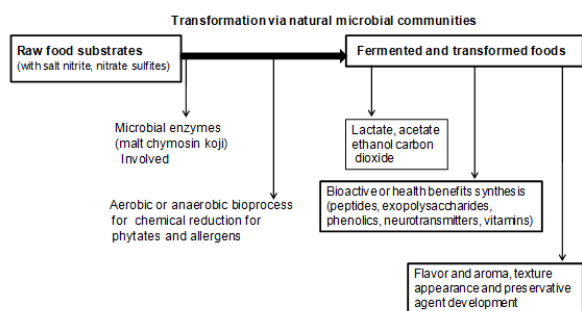 Transformation via natural microbial communities
Raw food substrates
(with salt nitrite, nitrate sulfites)
Fermented and transformed foods
Microbial enzymes
(malt chymosin koji)
Involved
Lactate, acetate
ethanol carbon
dioxide
Aerobic or anaerobic bioprocess
for chemical reduction for
phytates and allergens
Bioactive or health benefits synthesis
(peptides, exopolysaccharides,
phenolics, neurotransmitters, vitamins)
Flavor and aroma, texture
appearance and preservative
agent development